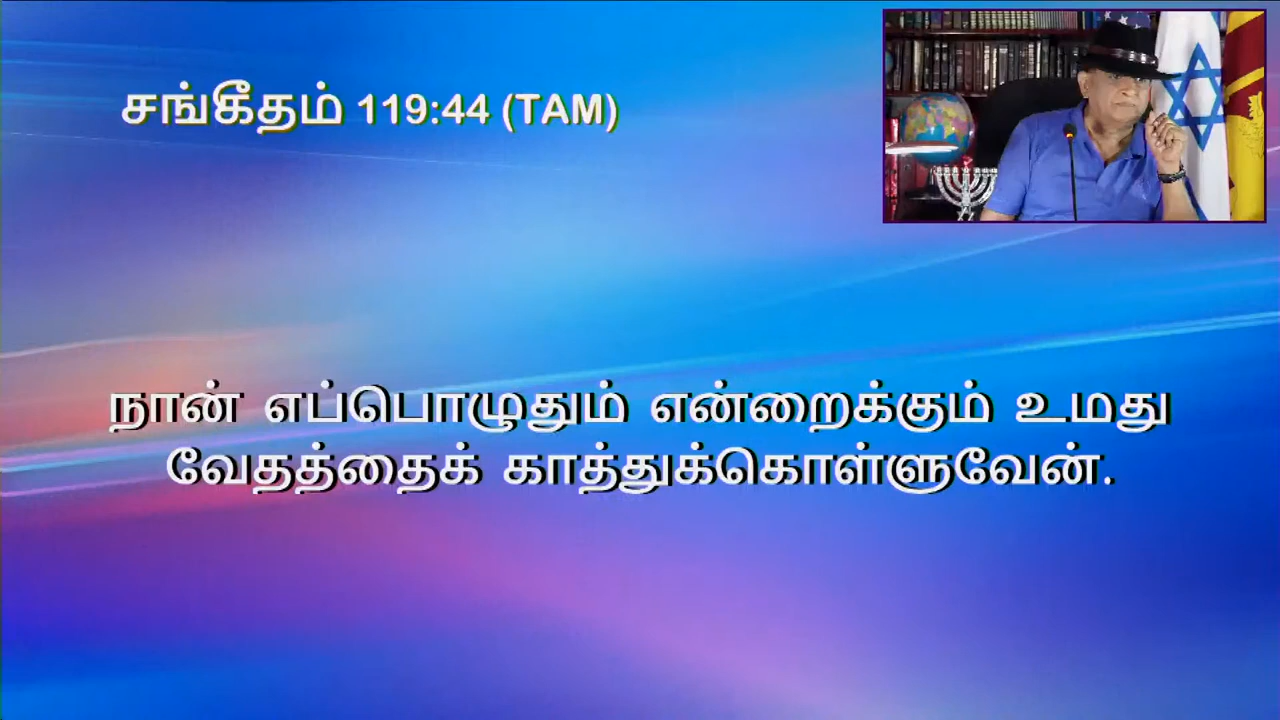 சங்கீதம் 119:44 (TAM)
நான் எப்பொழுதும் என்றைக்கும் உமது
வேதத்தைக் காத்துக்கொள்ளுவேன்.